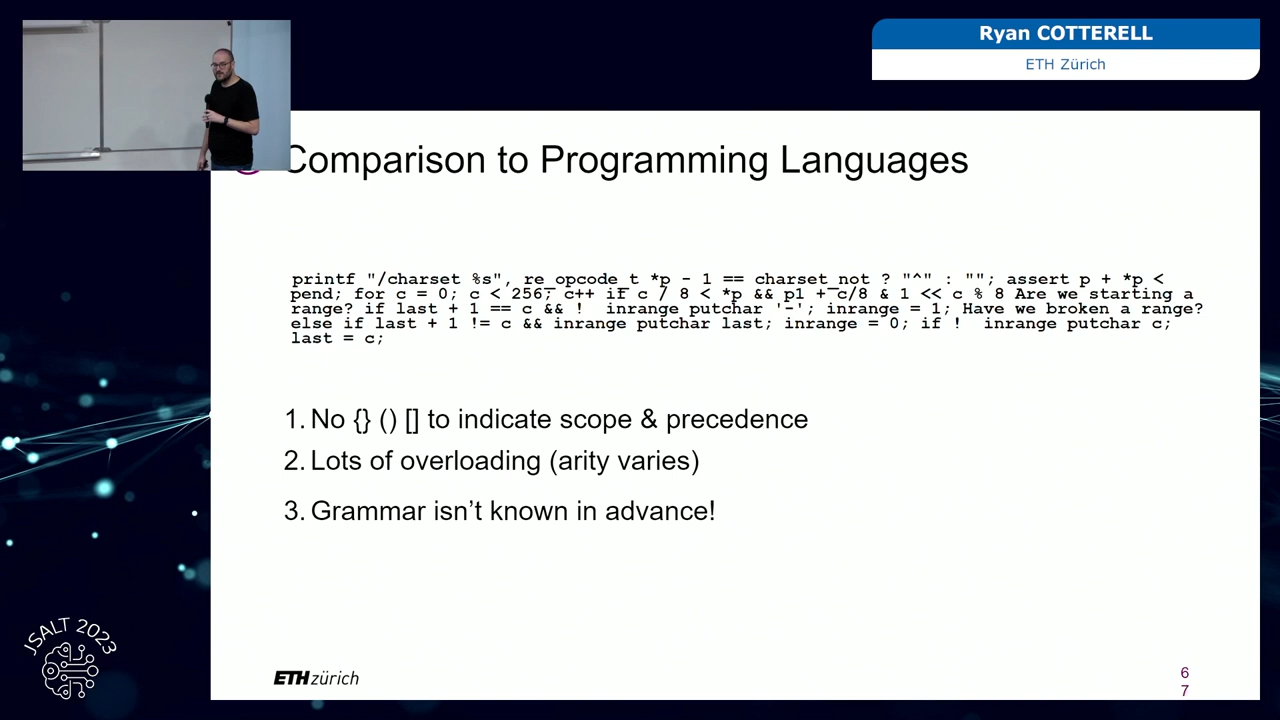 Ryan COTTERELL
ETH Zürich
Comparison to Programming Languages
printf "/charset %s", re_opcode_t *p - 1 == charset_not ? "^" : ""; assert p + *p <
pend; for c = 0; c < 256; c++ if c / 8 < *p && p1 + c/8 & 1 << c % 8 Are we starting a
range? if last + 1 == c && !  inrange putchar '-'; inrange = 1; Have we broken a range?
else if last + 1 != c && inrange putchar last; inrange = 0; if !  inrange putchar c;
last = c;
1. No {} () [] to indicate scope & precedence
2. Lots of overloading (arity varies)
3. Grammar isn’t known in advance!
JSALT 2023
ETH zürich
6
7